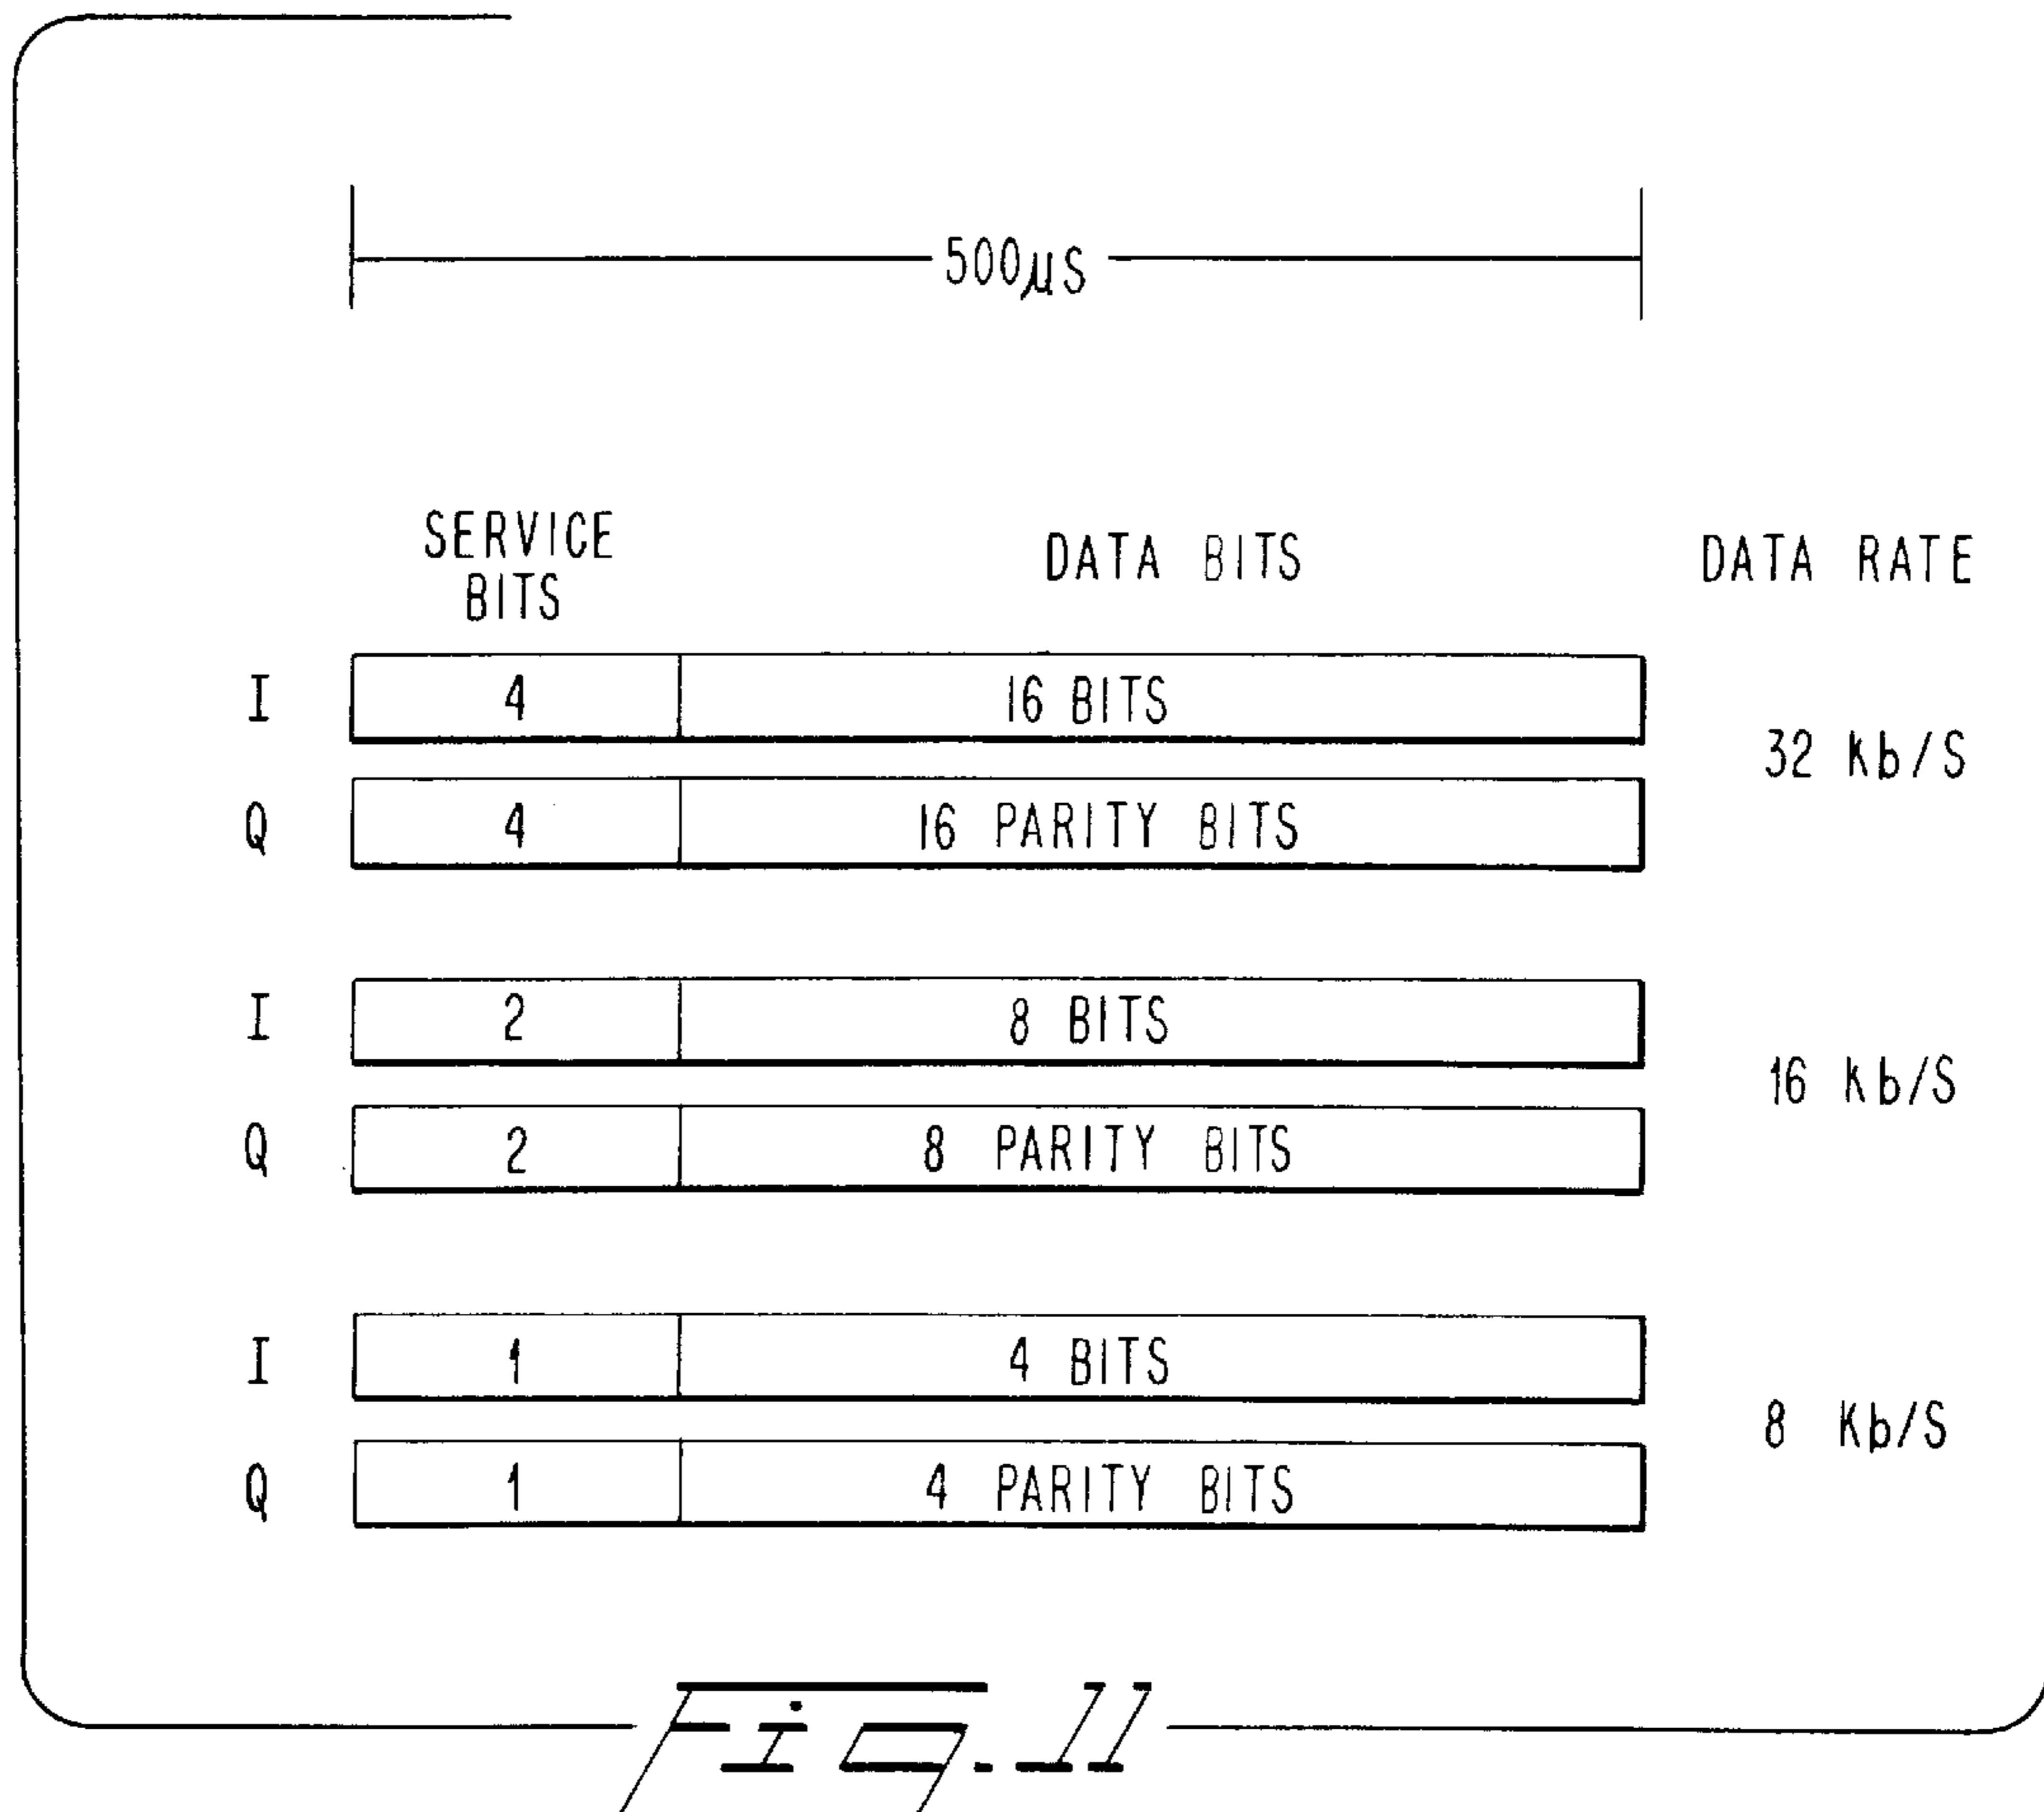 500µS
SERVICE
BITS
DATA BITS
DATA RATE
I 4 16 BITS
32 Kb/S
Q 4 16 PARITY BITS
I 2 8 BITS
16 Kb/S
Q 2 8 PARITY BITS
I 1 4 BITS
8 Kb/S
Q 1 4 PARITY BITS
Fig. 11